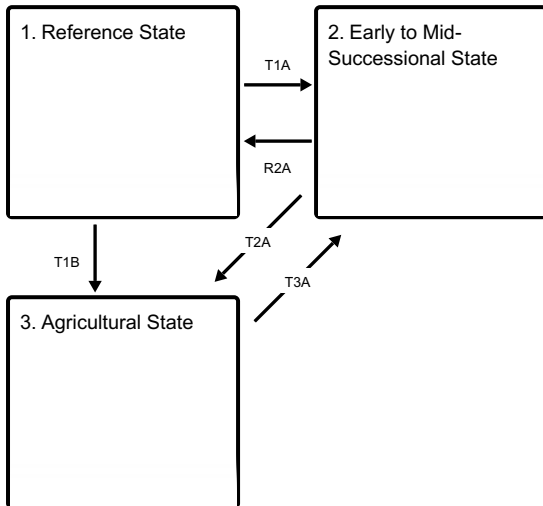 1. Reference State
2. Early to Mid-
Successional State
T1A
R2A
T1B
T2A
T3A
3. Agricultural State